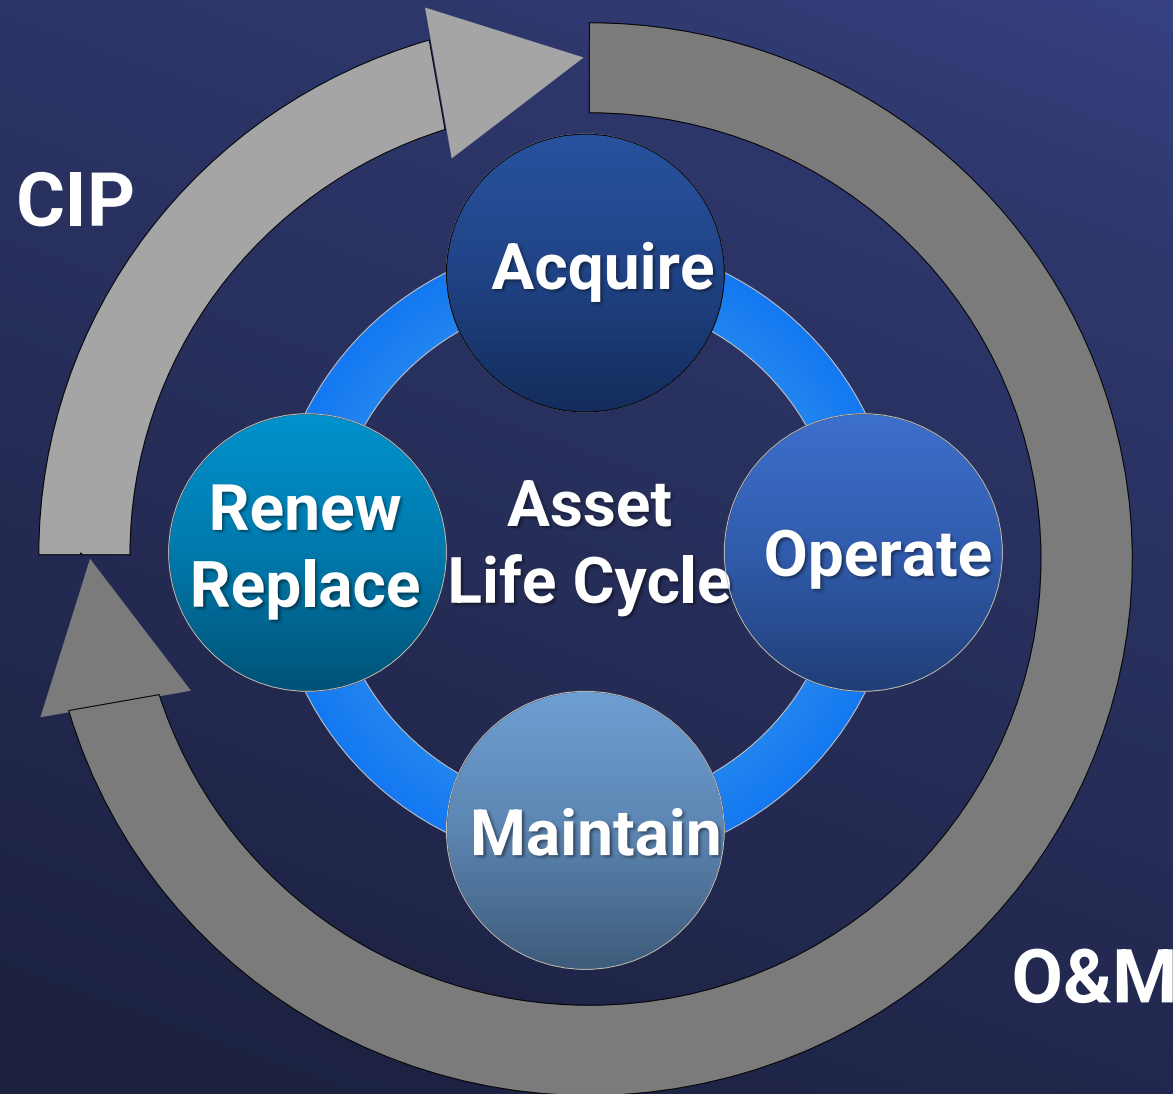 CIP
Acquire
Renew
Replace
Asset
Life Cycle
Operate
Maintain
O&M